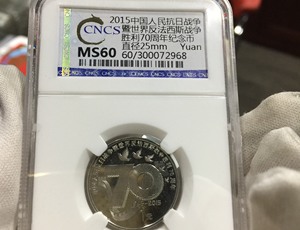 2015中国人民抗日战争
暨世界反法西斯战争
CNCS
胜利70周年纪念币
直径25mm Yuan
MS60
60/300072968
70